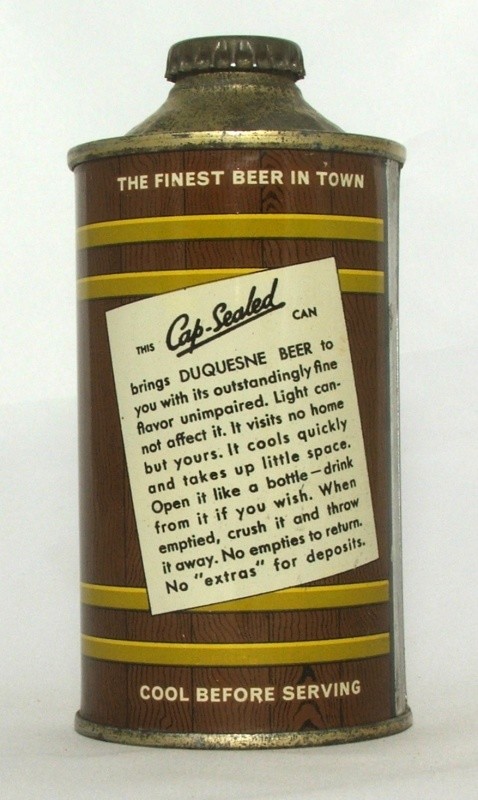 THE FINEST BEER IN TOWN
THIS Cap-Sealed CAN
brings DUQUESNE BEER to
you with its outstandingly fine
flavor unimpaired. Light can-
not affect it. It visits no home
but yours. It cools quickly
and takes up little space.
Open it like a bottle—drink
from it if you wish. When
emptied, crush it and throw
it away. No empties to return.
No "extras" for deposits.
COOL BEFORE SERVING